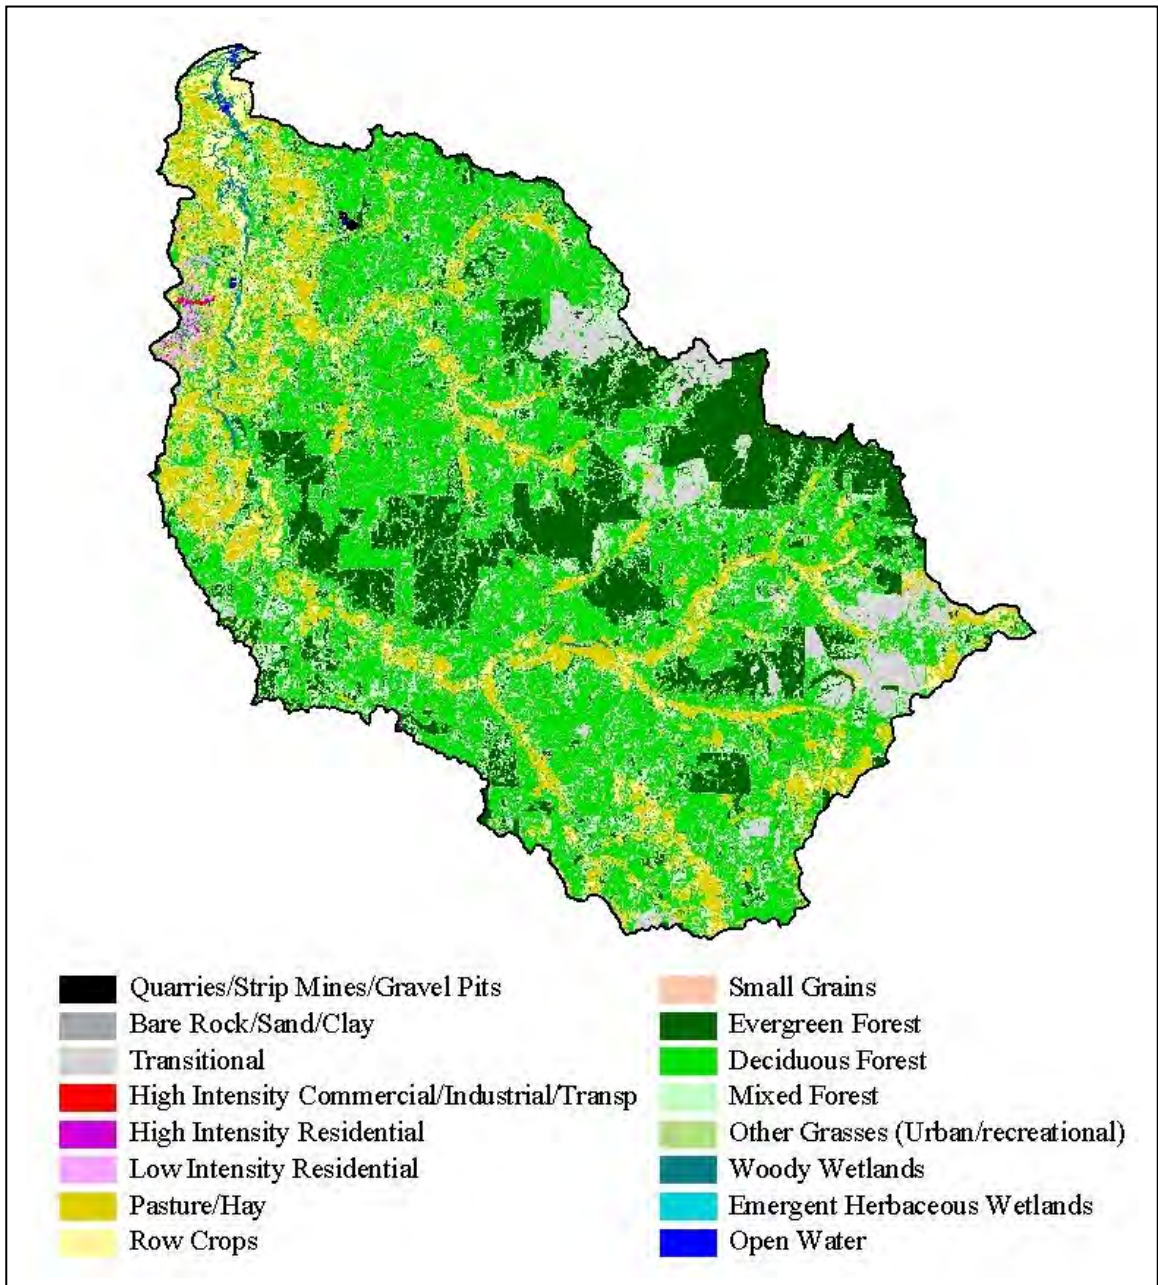 Quarries/Strip Mines/Gravel Pits
Bare Rock/Sand/Clay
Transitional
High Intensity Commercial/Industrial/Transp
High Intensity Residential
Low Intensity Residential
Pasture/Hay
Row Crops
Small Grains
Evergreen Forest
Deciduous Forest
Mixed Forest
Other Grasses (Urban/recreational)
Woody Wetlands
Emergent Herbaceous Wetlands
Open Water